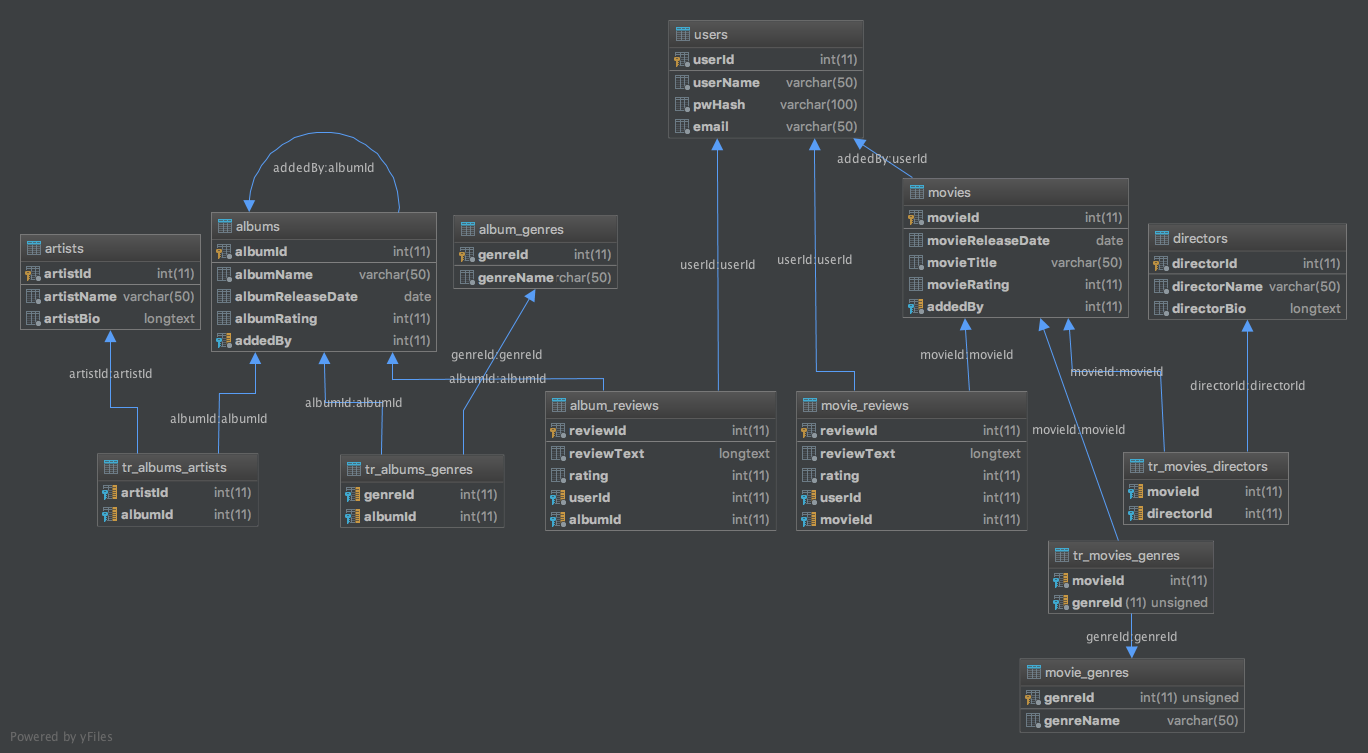 users
userId int(11)
userName varchar(50)
pwHash varchar(100)
email varchar(50)
addedBy:userId
addedBy:albumId
movies
movieId int(11)
movieReleaseDate date
movieTitle varchar(50)
movieRating int(11)
addedBy int(11)
albums
albumId int(11)
albumName varchar(50)
albumReleaseDate date
albumRating int(11)
addedBy int(11)
album_genres
genreId int(11)
genreName char(50)
artists
artistId int(11)
artistName varchar(50)
artistBio longtext
directors
directorId int(11)
directorName varchar(50)
directorBio longtext
userId:userId
userId:userId
genreId:genreId
movieId:movieId
artistId:artistId
albumId:albumId
movieId:movieId
directorId:directorId
albumId:albumId
albumId:albumId
movieId:movieId
album_reviews
reviewId int(11)
reviewText longtext
rating int(11)
userId int(11)
albumId int(11)
movie_reviews
reviewId int(11)
reviewText longtext
rating int(11)
userId int(11)
movieId int(11)
tr_albums_artists
artistId int(11)
albumId int(11)
tr_albums_genres
genreId int(11)
albumId int(11)
tr_movies_directors
movieId int(11)
directorId int(11)
tr_movies_genres
movieId int(11)
genreId (11) unsigned
genreId:genreId
movie_genres
genreId int(11) unsigned
genreName varchar(50)
Powered by yFiles